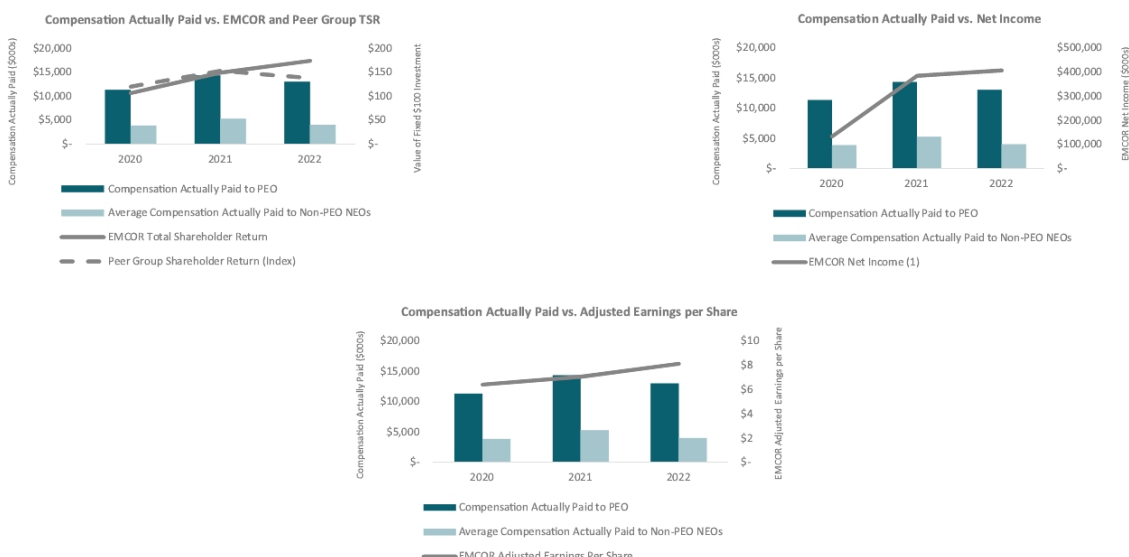 Compensation Actually Paid vs. EMCOR and Peer Group TSR
Compensation Actually Paid ($000s)
$20,000
$15,000
$10,000
$5,000
$-
$200
$150
$100
$50
$-
Value of Fixed $100 Investment
2020
2021
2022
Compensation Actually Paid to PEO
Average Compensation Actually Paid to Non-PEO NEOs
EMCOR Total Shareholder Return
Peer Group Shareholder Return (Index)
Compensation Actually Paid vs. Net Income
Compensation Actually Paid ($000s)
$20,000
$15,000
$10,000
$5,000
$-
$500,000
$400,000
$300,000
$200,000
$100,000
$-
EMCOR Net Income ($000s)
2020
2021
2022
Compensation Actually Paid to PEO
Average Compensation Actually Paid to Non-PEO NEOs
EMCOR Net Income (1)
Compensation Actually Paid vs. Adjusted Earnings per Share
Compensation Actually Paid ($000s)
$20,000
$15,000
$10,000
$5,000
$-
$10
$8
$6
$4
$2
$-
EMCOR Adjusted Earnings per Share
2020
2021
2022
Compensation Actually Paid to PEO
Average Compensation Actually Paid to Non-PEO NEOs
EMCOR Adjusted Earnings Per Share